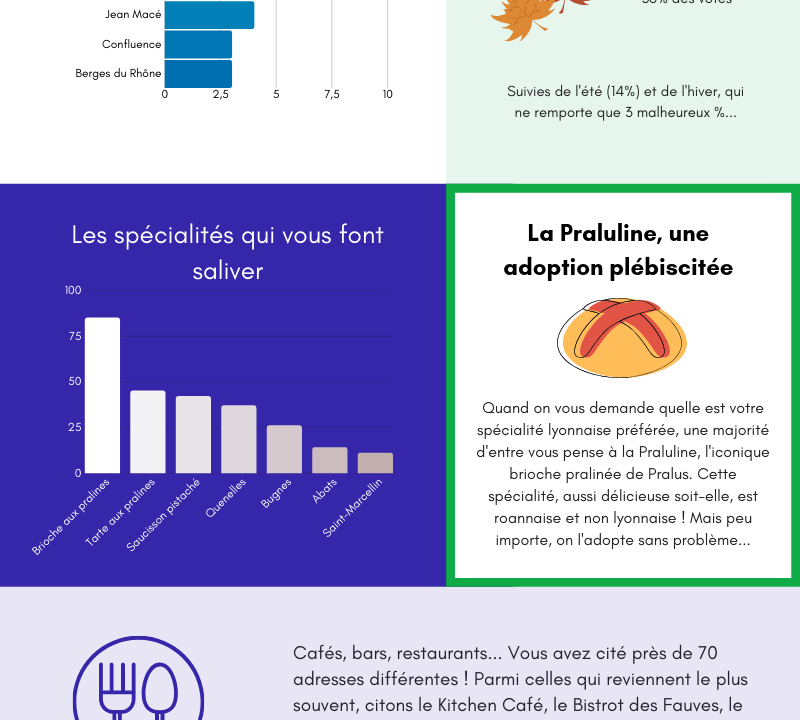 Jean Macé
Confluence
Berges du Rhône
0 2,5 5 7,5 10
Suivies de l'été (14%) et de l'hiver, qui
ne remporte que 3 malheureux %...
Les spécialités qui vous font
saliver
100
75
50
25
0
Brioche aux pralines
Tarte aux pralines
Saucisson pistaché
Quenelles
Bugnes
Abats
Saint-Marcellin
La Praluline, une
adoption plébiscitée
Quand on vous demande quelle est votre
spécialité lyonnaise préférée, une majorité
d'entre vous pense à la Praluline, l'iconique
brioche pralinée de Pralus. Cette
spécialité, aussi délicieuse soit-elle, est
roannaise et non lyonnaise ! Mais peu
importe, on l'adopte sans problème...
Cafés, bars, restaurants... Vous avez cité près de 70
adresses différentes ! Parmi celles qui reviennent le plus
souvent, citons le Kitchen Café, le Bistrot des Fauves, le